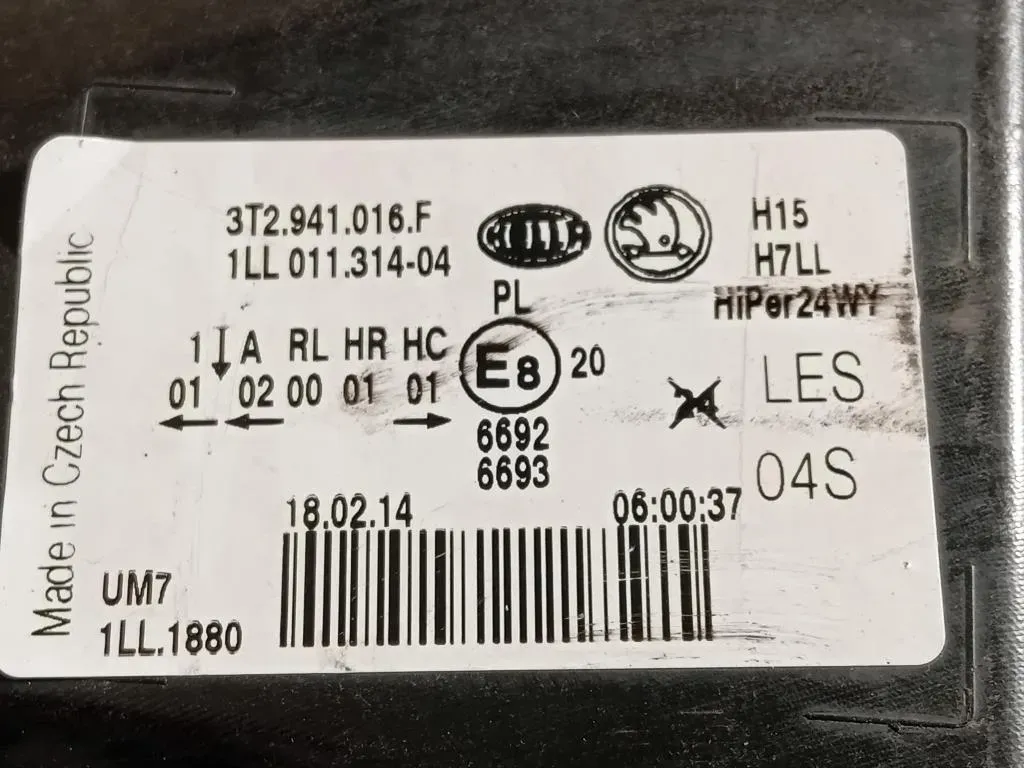 Made in Czech Republic
3T2.941.016.F
1LL 011.314-04
HELLA
H15
H7LL
HiPer24WY
PL
1 A RL HR HC
01 02 00 01 01
E8 20
6692
6693
24
LES
04S
18.02.14 06:00:37
UM7
1LL.1880